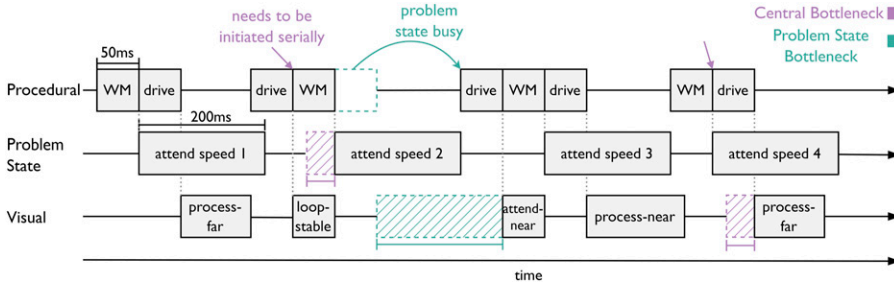 needs to be
initiated serially
problem
state busy
Central Bottleneck
Problem State
Bottleneck
50ms
Procedural
WM
drive
drive
WM
drive
WM
drive
WM
drive
200ms
Problem
State
attend speed 1
attend speed 2
attend speed 3
attend speed 4
Visual
process-
far
loop-
stable
attend-
near
process-near
process-
far
time